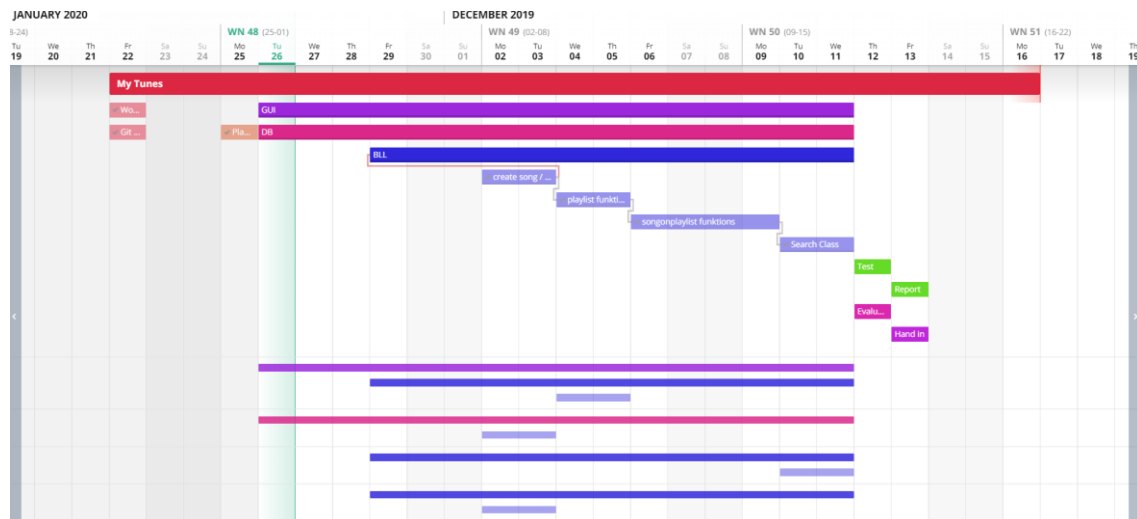 JANUARY 2020 DECEMBER 2019
8-24) WN 48 (25-01) WN 49 (02-08) WN 50 (09-15) WN 51 (16-22)
Tu We Th Fr Sa Su Mo Tu We Th Fr Sa Su Mo Tu We Th Fr Sa Su Mo Tu We Th Fr Sa Su Mo Tu We Th
19 20 21 22 23 24 25 26 27 28 29 30 01 02 03 04 05 06 07 08 09 10 11 12 13 14 15 16 17 18 19
My Tunes
Wo... GUI
Git ... Pla... DB
BLL
create song / ...
playlist funkti...
songonplaylist funktions
Search Class
Test
Report
Evalu...
Hand in